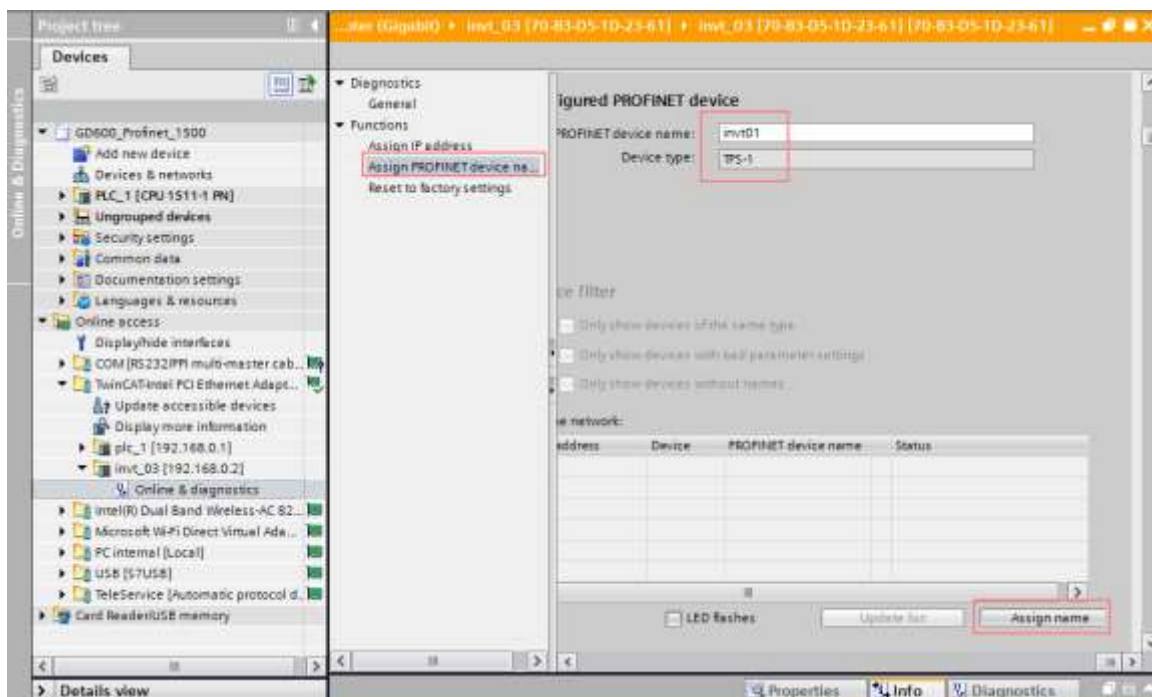 Project tree
...ster (Gigabit) ▸ invt_03 [70-83-D5-1D-23-61] ▸ invt_03 [70-83-D5-1D-23-61] [70-83-D5-1D-23-61]
Devices
Online & Diagnostics
GD600_Profinet_1500
Add new device
Devices & networks
PLC_1 [CPU 1511-1 PN]
Ungrouped devices
Security settings
Common data
Documentation settings
Languages & resources
Online access
Display/hide interfaces
COM [RS232/PPI multi-master cab...
TwinCAT-Intel PCI Ethernet Adapt...
Update accessible devices
Display more information
plc_1 [192.168.0.1]
invt_03 [192.168.0.2]
Online & diagnostics
Intel(R) Dual Band Wireless-AC 82...
Microsoft Wi-Fi Direct Virtual Ada...
PC internal [Local]
USB [S7USB]
TeleService [Automatic protocol d...
Card Reader/USB memory
Details view
Diagnostics
General
Functions
Assign IP address
Assign PROFINET device na...
Reset to factory settings
igured PROFINET device
PROFINET device name: invt01
Device type: TPS-1
ce filter
Only show devices of the same type
Only show devices with bad parameter settings
Only show devices without names
e network:
address Device PROFINET device name Status
LED flashes Update list Assign name
Properties Info Diagnostics